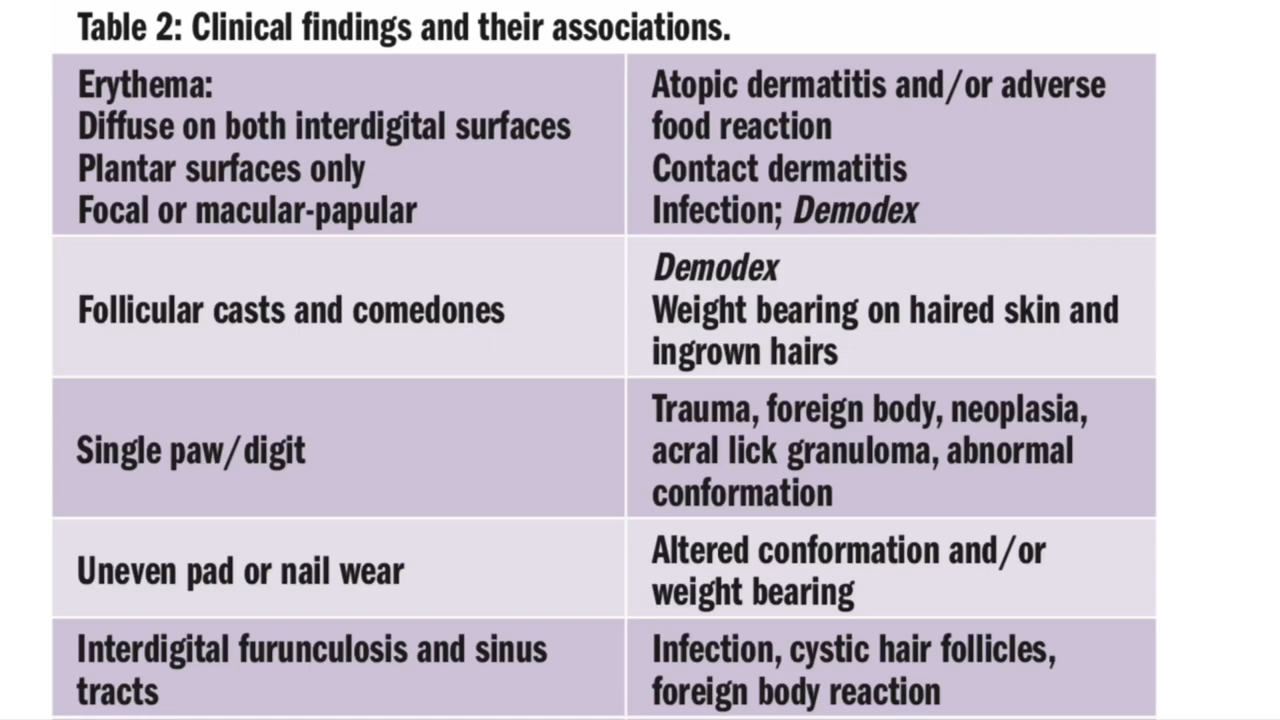 Table 2: Clinical findings and their associations.
Erythema:
Diffuse on both interdigital surfaces
Plantar surfaces only
Focal or macular-papular
Atopic dermatitis and/or adverse
food reaction
Contact dermatitis
Infection; Demodex
Follicular casts and comedones
Demodex
Weight bearing on haired skin and
ingrown hairs
Single paw/digit
Trauma, foreign body, neoplasia,
acral lick granuloma, abnormal
conformation
Uneven pad or nail wear
Altered conformation and/or
weight bearing
Interdigital furunculosis and sinus
tracts
Infection, cystic hair follicles,
foreign body reaction